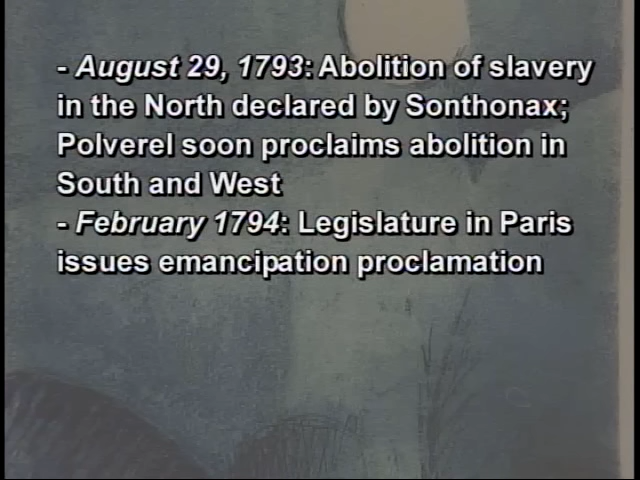 - August 29, 1793: Abolition of slavery
in the North declared by Sonthonax;
Polverel soon proclaims abolition in
South and West
- February 1794: Legislature in Paris
issues emancipation proclamation